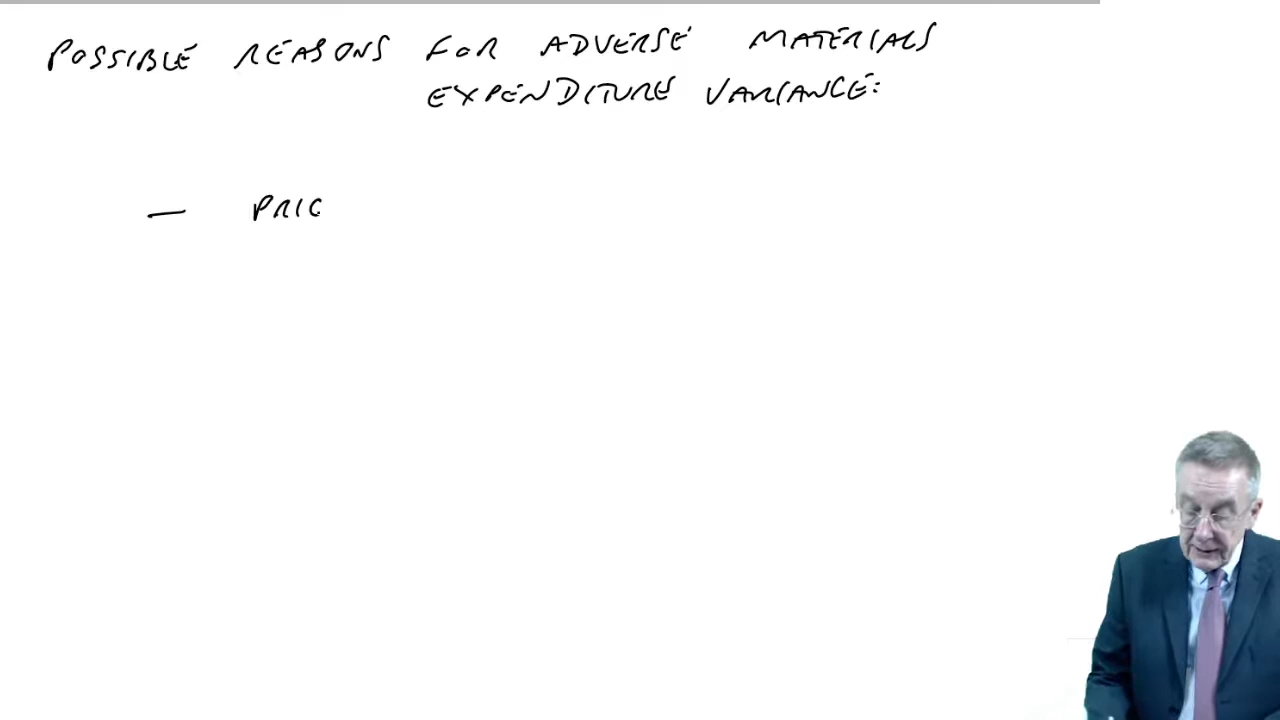 POSSIBLE REASONS FOR ADVERSE MATERIALS
EXPENDITURE VARIANCE:
— PRIC